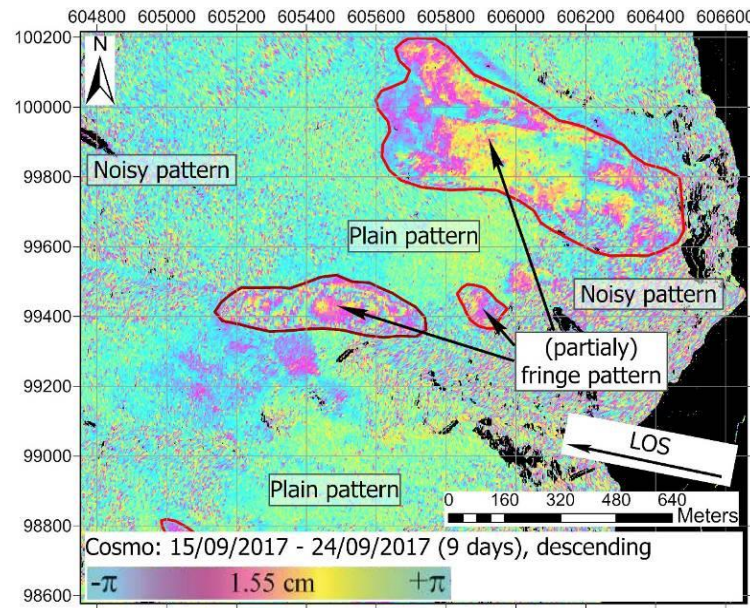 604800 605000 605200 605400 605600 605800 606000 606200 606400 606600
100200
N
100000
Noisy pattern
99800
Plain pattern
99600
Noisy pattern
99400
(partialy)
fringe pattern
99200
LOS
99000
Plain pattern
0 160 320 480 640
Meters
98800
Cosmo: 15/09/2017 - 24/09/2017 (9 days), descending
-π 1.55 cm +π
98600